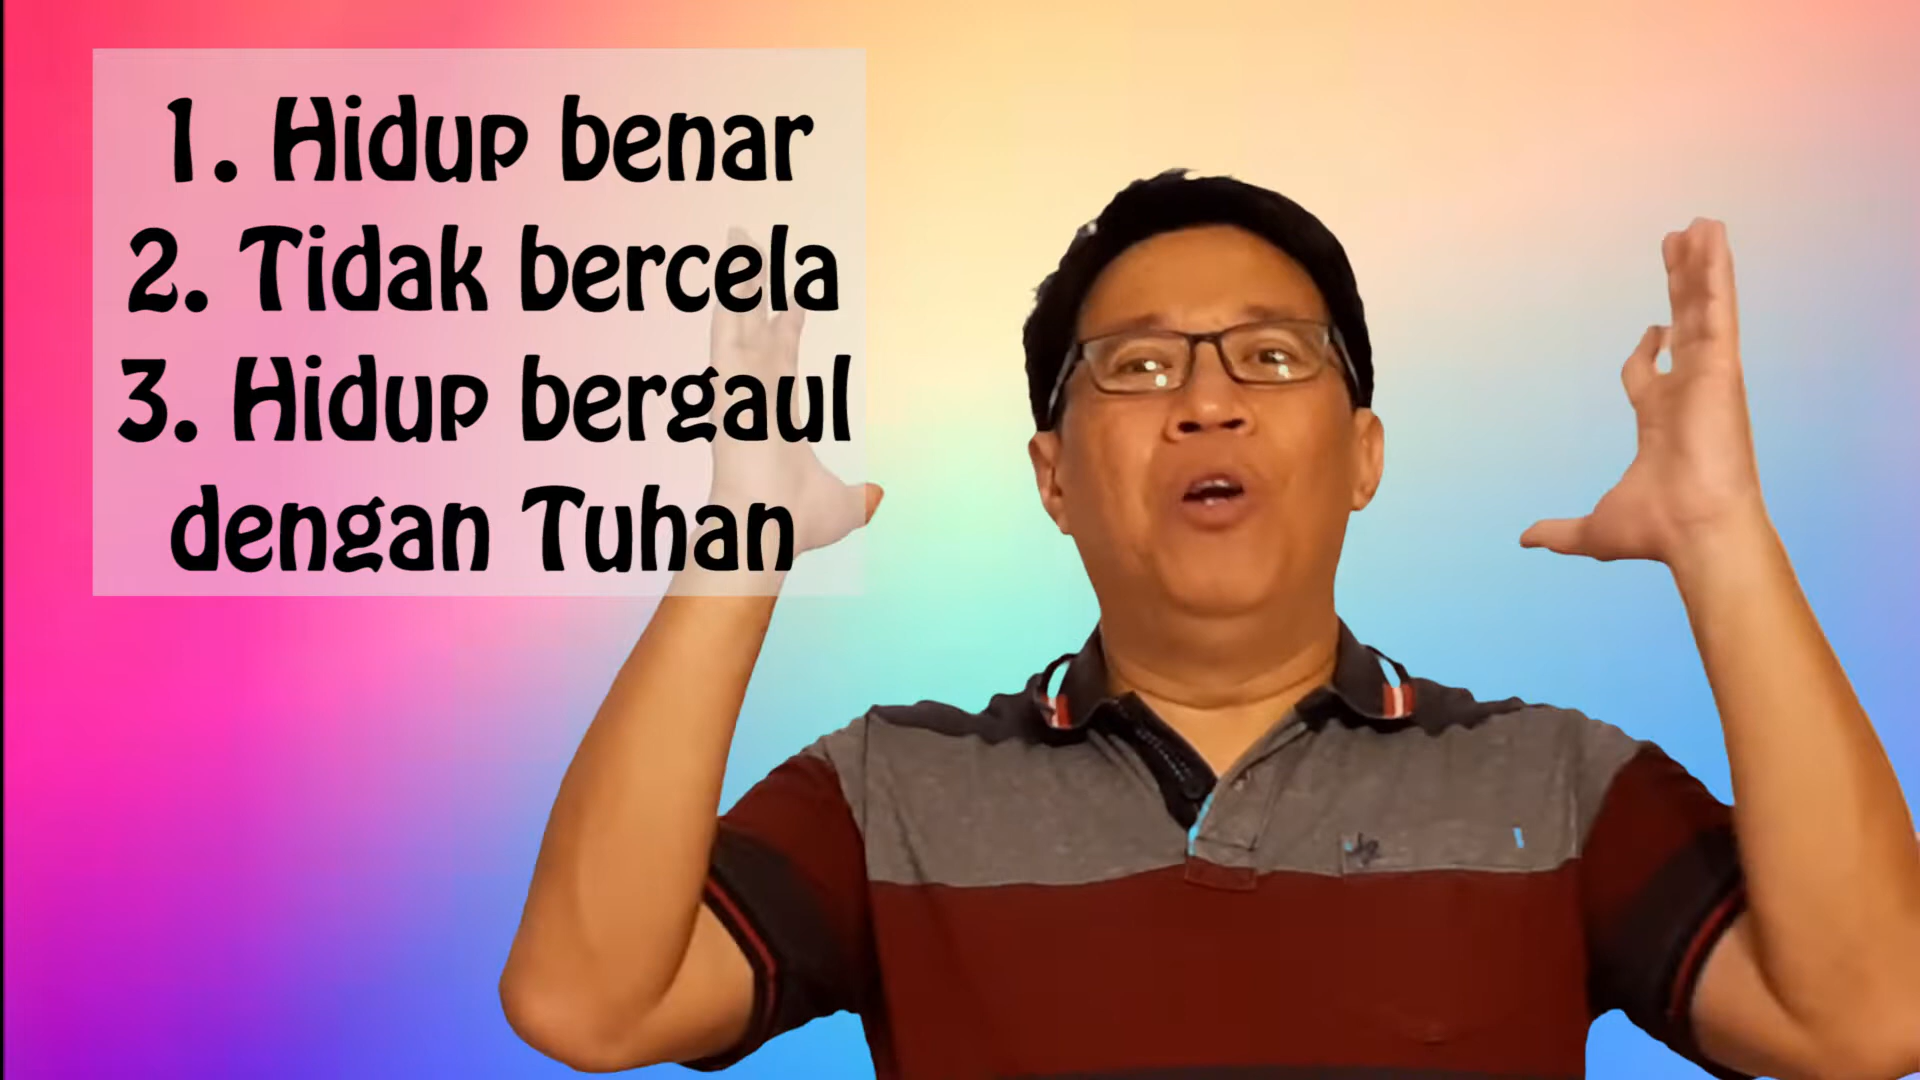 1. Hidup benar
2. Tidak bercela
3. Hidup bergaul
dengan Tuhan